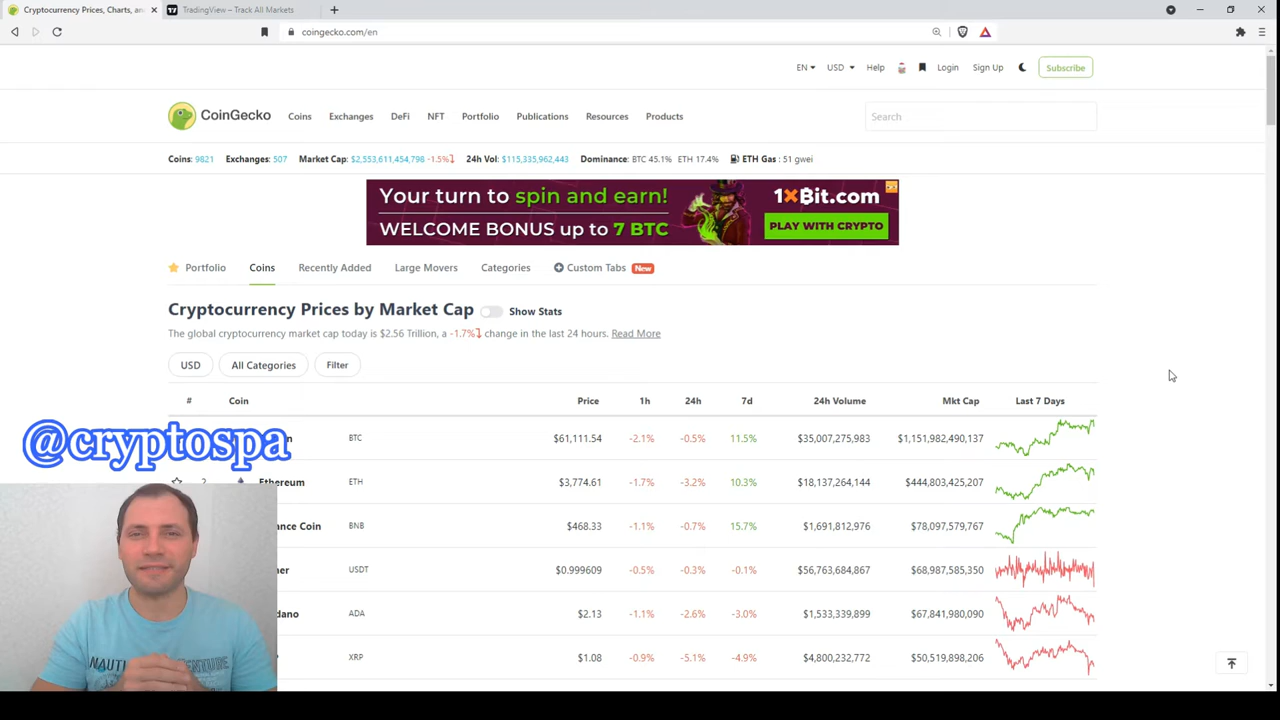 Cryptocurrency Prices, Charts, an
TradingView – Track All Markets
coingecko.com/en
EN USD Help Login Sign Up Subscribe
CoinGecko Coins Exchanges DeFi NFT Portfolio Publications Resources Products Search
Coins: 9821 Exchanges: 507 Market Cap: $2,553,611,454,798 -1.5% 24h Vol: $115,335,962,443 Dominance: BTC 45.1% ETH 17.4% ETH Gas: 51 gwei
Your turn to spin and earn!
WELCOME BONUS up to 7 BTC
1xBit.com
PLAY WITH CRYPTO
Portfolio Coins Recently Added Large Movers Categories Custom Tabs New
Cryptocurrency Prices by Market Cap Show Stats
The global cryptocurrency market cap today is $2.56 Trillion, a -1.7% change in the last 24 hours. Read More
USD All Categories Filter
# Coin Price 1h 24h 7d 24h Volume Mkt Cap Last 7 Days
n BTC $61,111.54 -2.1% -0.5% 11.5% $35,007,275,983 $1,151,982,490,137
@cryptospa
2 Ethereum ETH $3,774.61 -1.7% -3.2% 10.3% $18,137,264,144 $444,803,425,207
ance Coin BNB $468.33 -1.1% -0.7% 15.7% $1,691,812,976 $78,097,579,767
er USDT $0.999609 -0.5% -0.3% -0.1% $56,763,684,867 $68,987,585,350
dano ADA $2.13 -1.1% -2.6% -3.0% $1,533,339,899 $67,841,980,090
XRP $1.08 -0.9% -5.1% -4.9% $4,800,232,772 $50,519,898,206